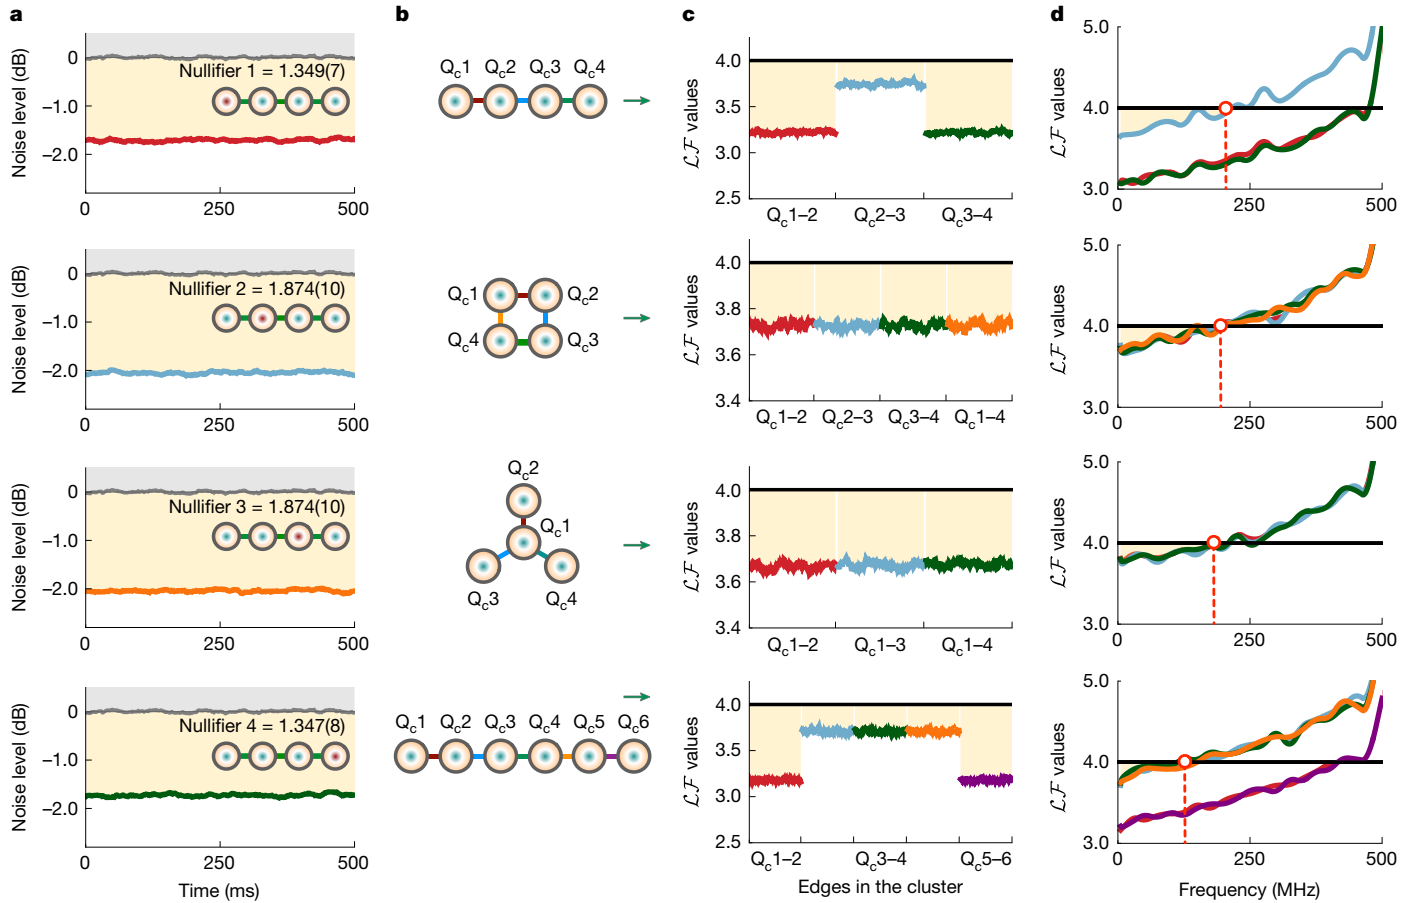 a
b
c
d
Noise level (dB)
0
−1.0
−2.0
Nullifier 1 = 1.349(7)
0
250
500
Qc1
Qc2
Qc3
Qc4
ℒℱ values
4.0
3.5
3.0
2.5
Qc1–2
Qc2–3
Qc3–4
ℒℱ values
5.0
4.0
3.0
0
250
500
Noise level (dB)
0
−1.0
−2.0
Nullifier 2 = 1.874(10)
0
250
500
Qc1
Qc2
Qc4
Qc3
ℒℱ values
4.0
3.8
3.6
3.4
Qc1–2
Qc2–3
Qc3–4
Qc1–4
ℒℱ values
5.0
4.0
3.0
0
250
500
Noise level (dB)
0
−1.0
−2.0
Nullifier 3 = 1.874(10)
0
250
500
Qc2
Qc1
Qc3
Qc4
ℒℱ values
4.0
3.8
3.6
3.4
Qc1–2
Qc1–3
Qc1–4
ℒℱ values
5.0
4.0
3.0
0
250
500
Noise level (dB)
0
−1.0
−2.0
Nullifier 4 = 1.347(8)
0
250
500
Time (ms)
Qc1
Qc2
Qc3
Qc4
Qc5
Qc6
ℒℱ values
4.0
3.5
3.0
2.5
Qc1–2
Qc3–4
Qc5–6
Edges in the cluster
ℒℱ values
5.0
4.0
3.0
0
250
500
Frequency (MHz)